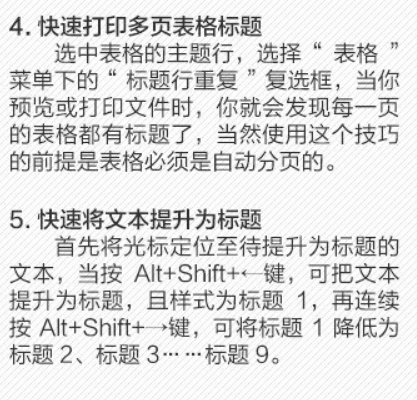 4. 快速打印多页表格标题
选中表格的主题行，选择“ 表格 ”
菜单下的“ 标题行重复 ”复选框，当你
预览或打印文件时，你就会发现每一页
的表格都有标题了，当然使用这个技巧
的前提是表格必须是自动分页的。
5. 快速将文本提升为标题
首先将光标定位至待提升为标题的
文本，当按 Alt+Shift+←键，可把文本
提升为标题，且样式为标题 1，再连续
按 Alt+Shift+→键，可将标题 1 降低为
标题 2、标题 3… …标题 9。